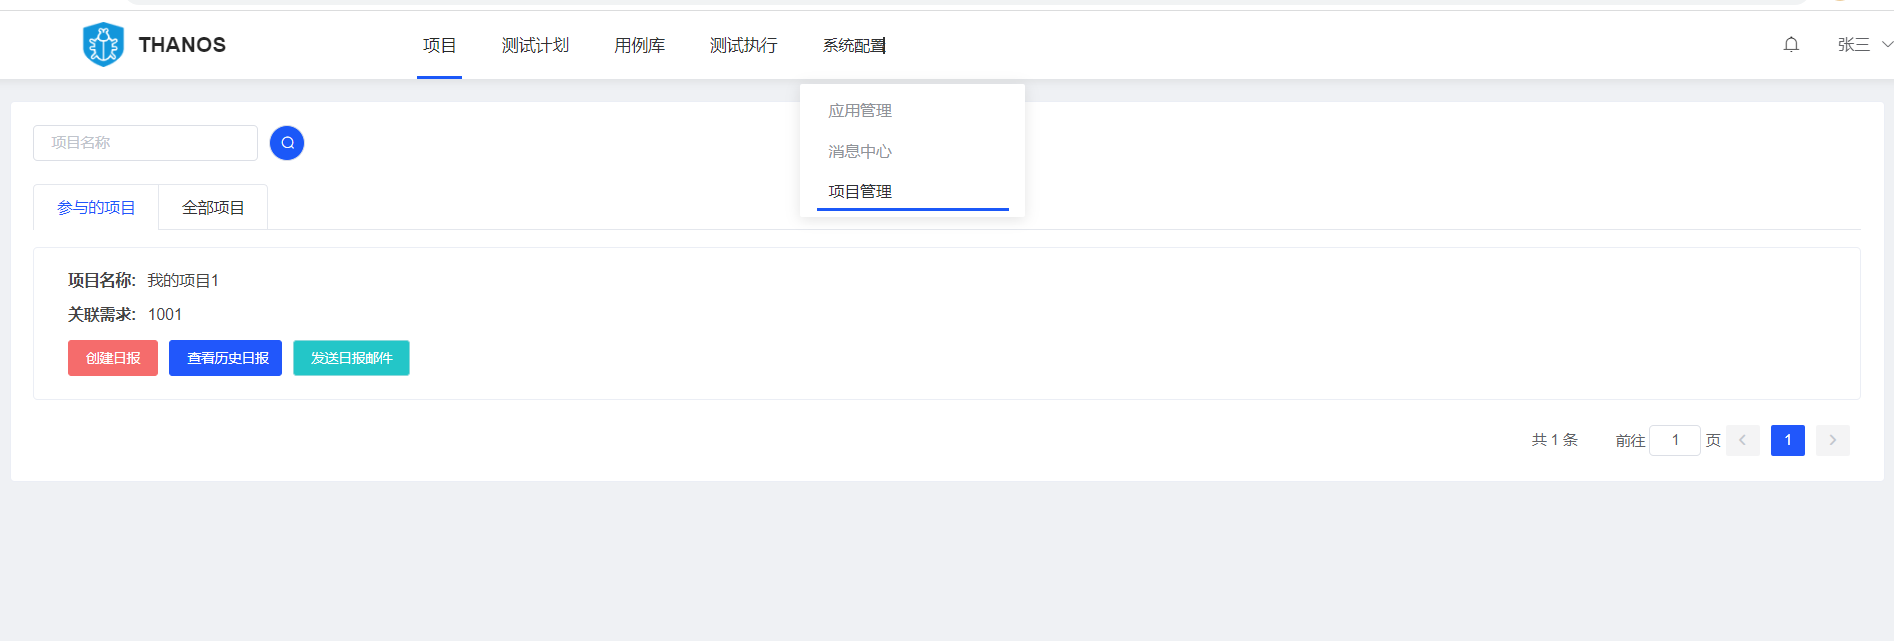 THANOS 项目 测试计划 用例库 测试执行 系统配置 张三
应用管理
消息中心
项目管理
项目名称
参与的项目 全部项目
项目名称: 我的项目1
关联需求: 1001
创建日报 查看历史日报 发送日报邮件
共 1 条 前往 1 页 1